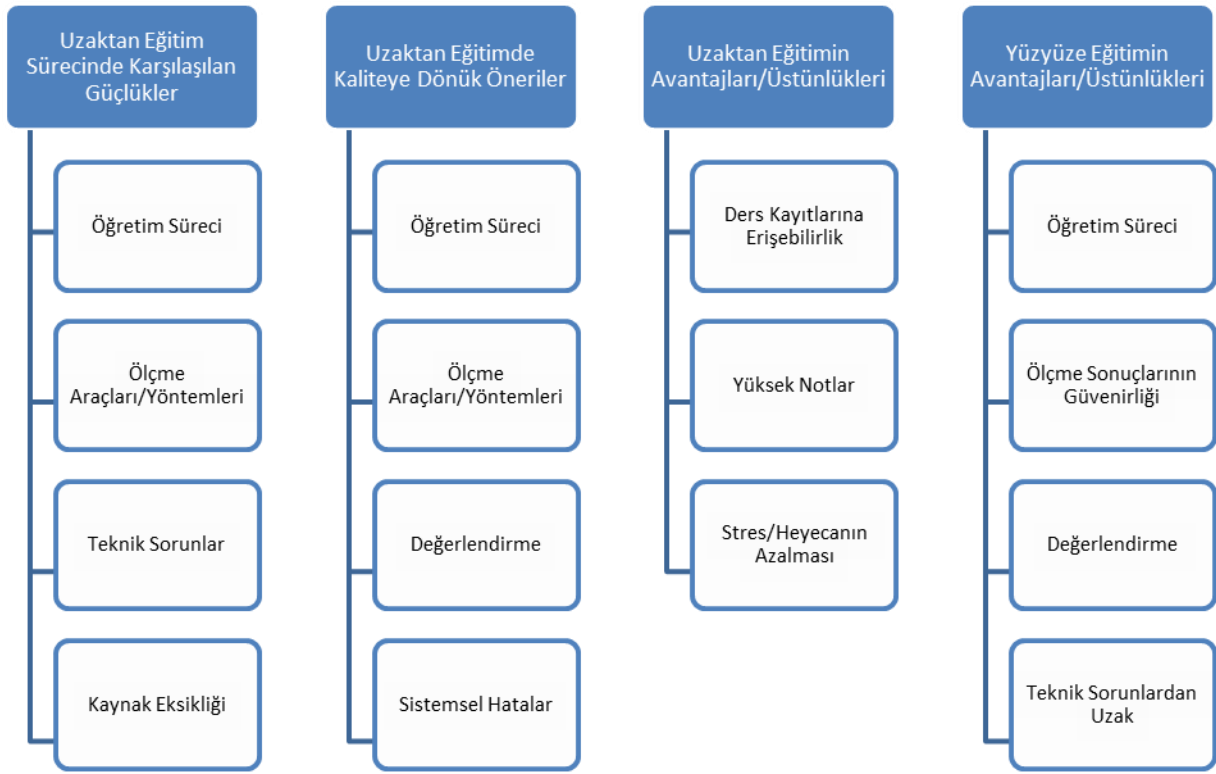 Uzaktan Eğitim
Sürecinde Karşılaşılan
Güçlükler
Öğretim Süreci
Ölçme
Araçları/Yöntemleri
Teknik Sorunlar
Kaynak Eksikliği
Uzaktan Eğitimde
Kaliteye Dönük Öneriler
Öğretim Süreci
Ölçme
Araçları/Yöntemleri
Değerlendirme
Sistemsel Hatalar
Uzaktan Eğitimin
Avantajları/Üstünlükleri
Ders Kayıtlarına
Erişebilirlik
Yüksek Notlar
Stres/Heyecanın
Azalması
Yüzyüze Eğitimin
Avantajları/Üstünlükleri
Öğretim Süreci
Ölçme Sonuçlarının
Güvenirliği
Değerlendirme
Teknik Sorunlardan
Uzak